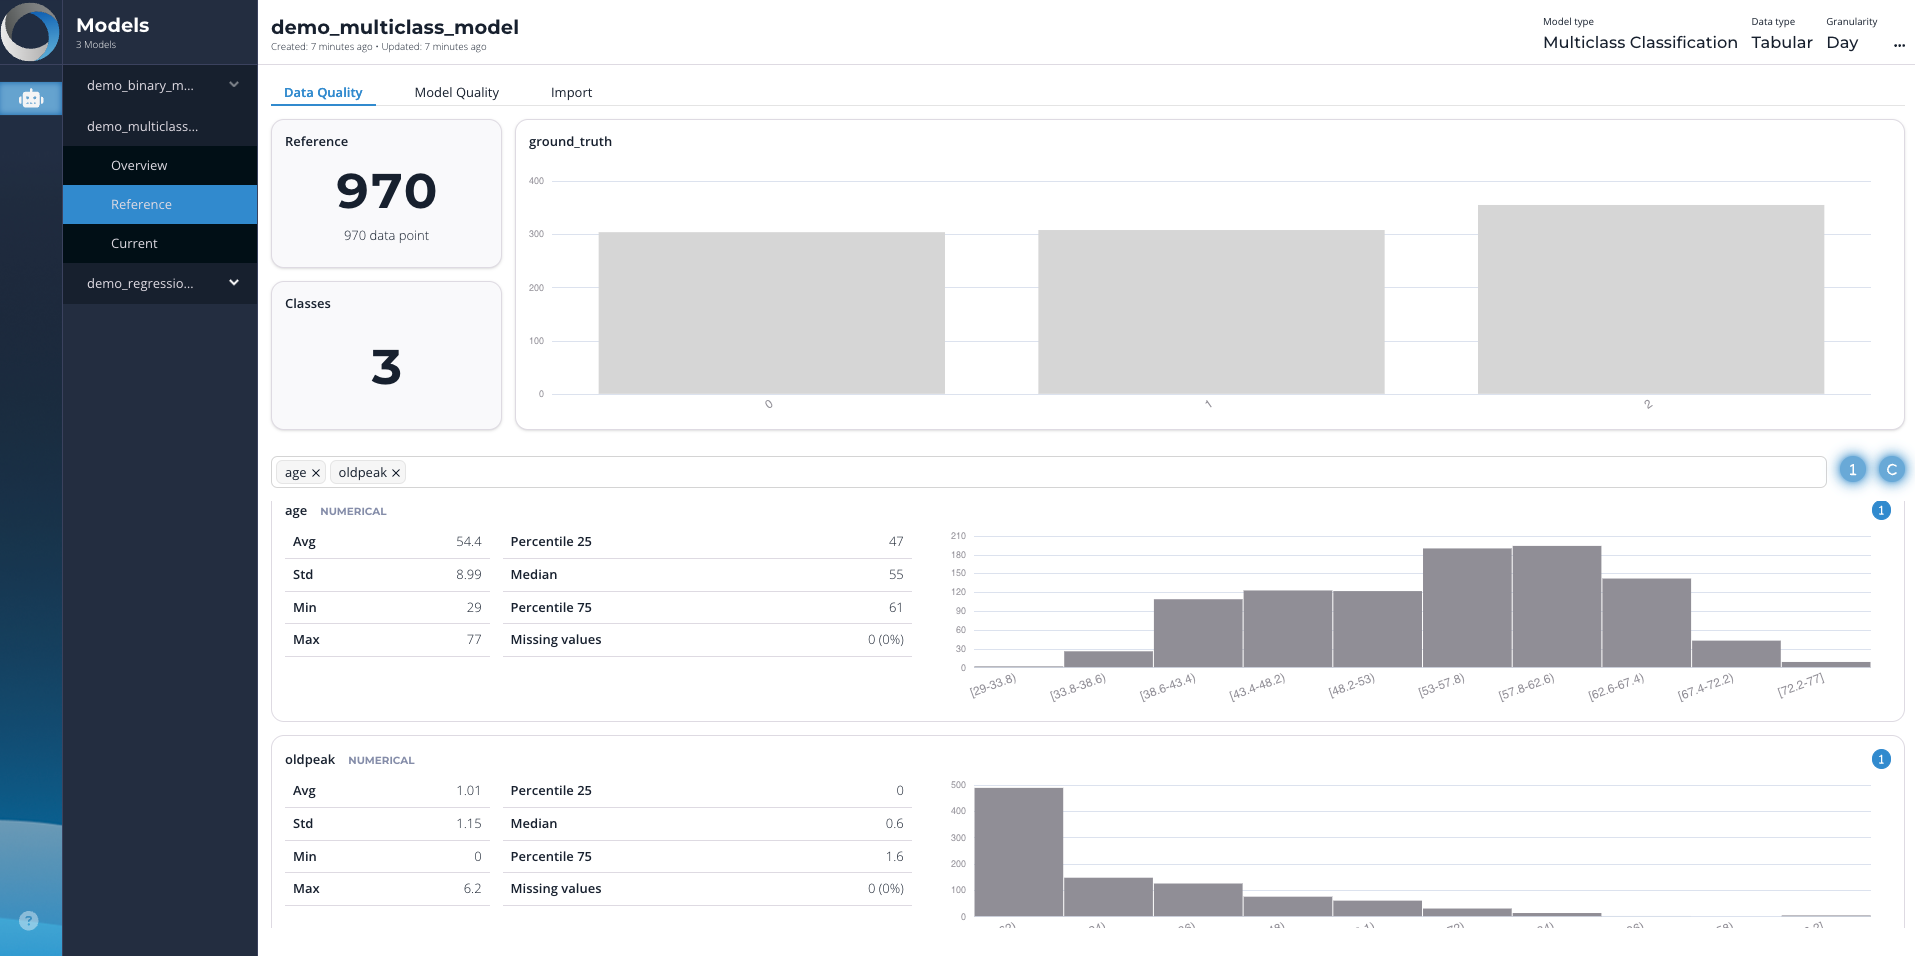 Models
3 Models
demo_binary_m...
demo_multiclass...
Overview
Reference
Current
demo_regressio...
?
demo_multiclass_model
Created: 7 minutes ago • Updated: 7 minutes ago
Model type
Multiclass Classification
Data type
Tabular
Granularity
Day
...
Data Quality
Model Quality
Import
Reference
970
970 data point
Classes
3
ground_truth
400
300
200
100
0
0
1
2
age ×
oldpeak ×
1
C
age NUMERICAL
1
Avg 54.4
Std 8.99
Min 29
Max 77
Percentile 25 47
Median 55
Percentile 75 61
Missing values 0 (0%)
210
180
150
120
90
60
30
0
[29-33.8)
[33.8-38.6)
[38.6-43.4)
[43.4-48.2)
[48.2-53)
[53-57.8)
[57.8-62.6)
[62.6-67.4)
[67.4-72.2)
[72.2-77]
oldpeak NUMERICAL
1
Avg 1.01
Std 1.15
Min 0
Max 6.2
Percentile 25 0
Median 0.6
Percentile 75 1.6
Missing values 0 (0%)
500
400
300
200
100
0